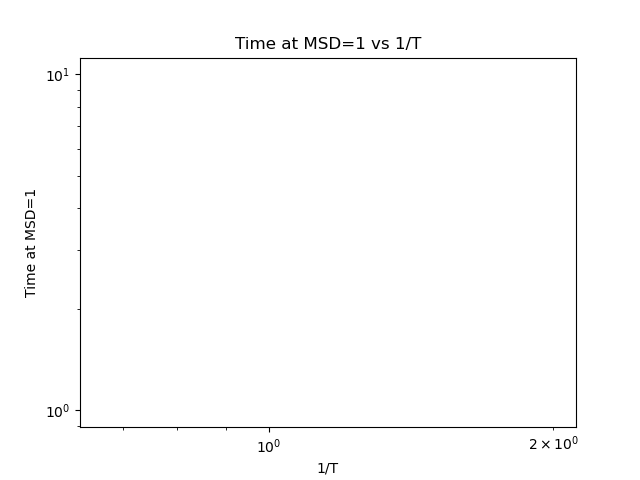 Time at MSD=1 vs 1/T
10¹
Time at MSD=1
10⁰
10⁰
2 × 10⁰
1/T